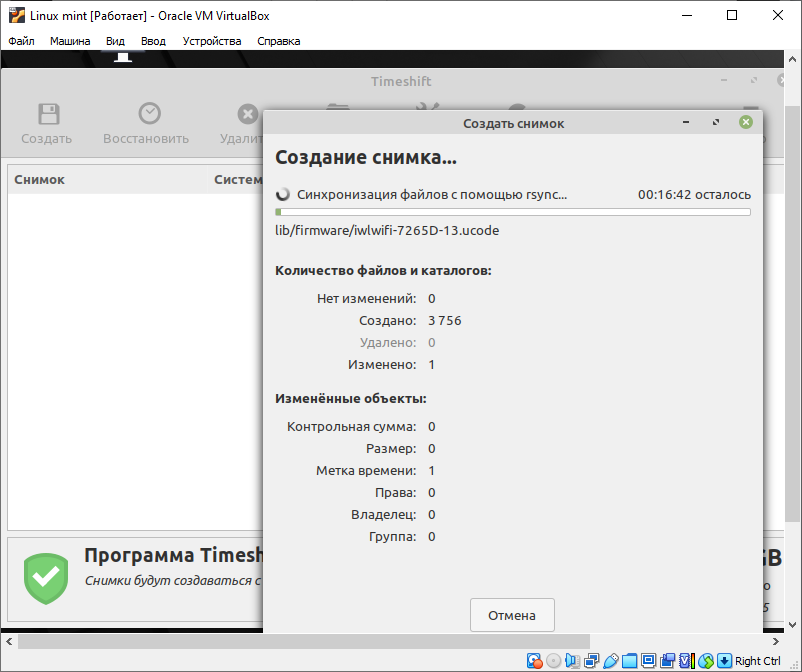 Linux mint [Работает] - Oracle VM VirtualBox
Файл Машина Вид Ввод Устройства Справка
Timeshift
Создать Восстановить Удалит
Создать снимок
Снимок Систем
Создание снимка...
Синхронизация файлов с помощью rsync... 00:16:42 осталось
lib/firmware/iwlwifi-7265D-13.ucode
Количество файлов и каталогов:
Нет изменений: 0
Создано: 3 756
Удалено: 0
Изменено: 1
Изменённые объекты:
Контрольная сумма: 0
Размер: 0
Метка времени: 1
Права: 0
Владелец: 0
Группа: 0
Программа Timesh
Снимки будут создаваться с
GB
о
5
Отмена
Right Ctrl